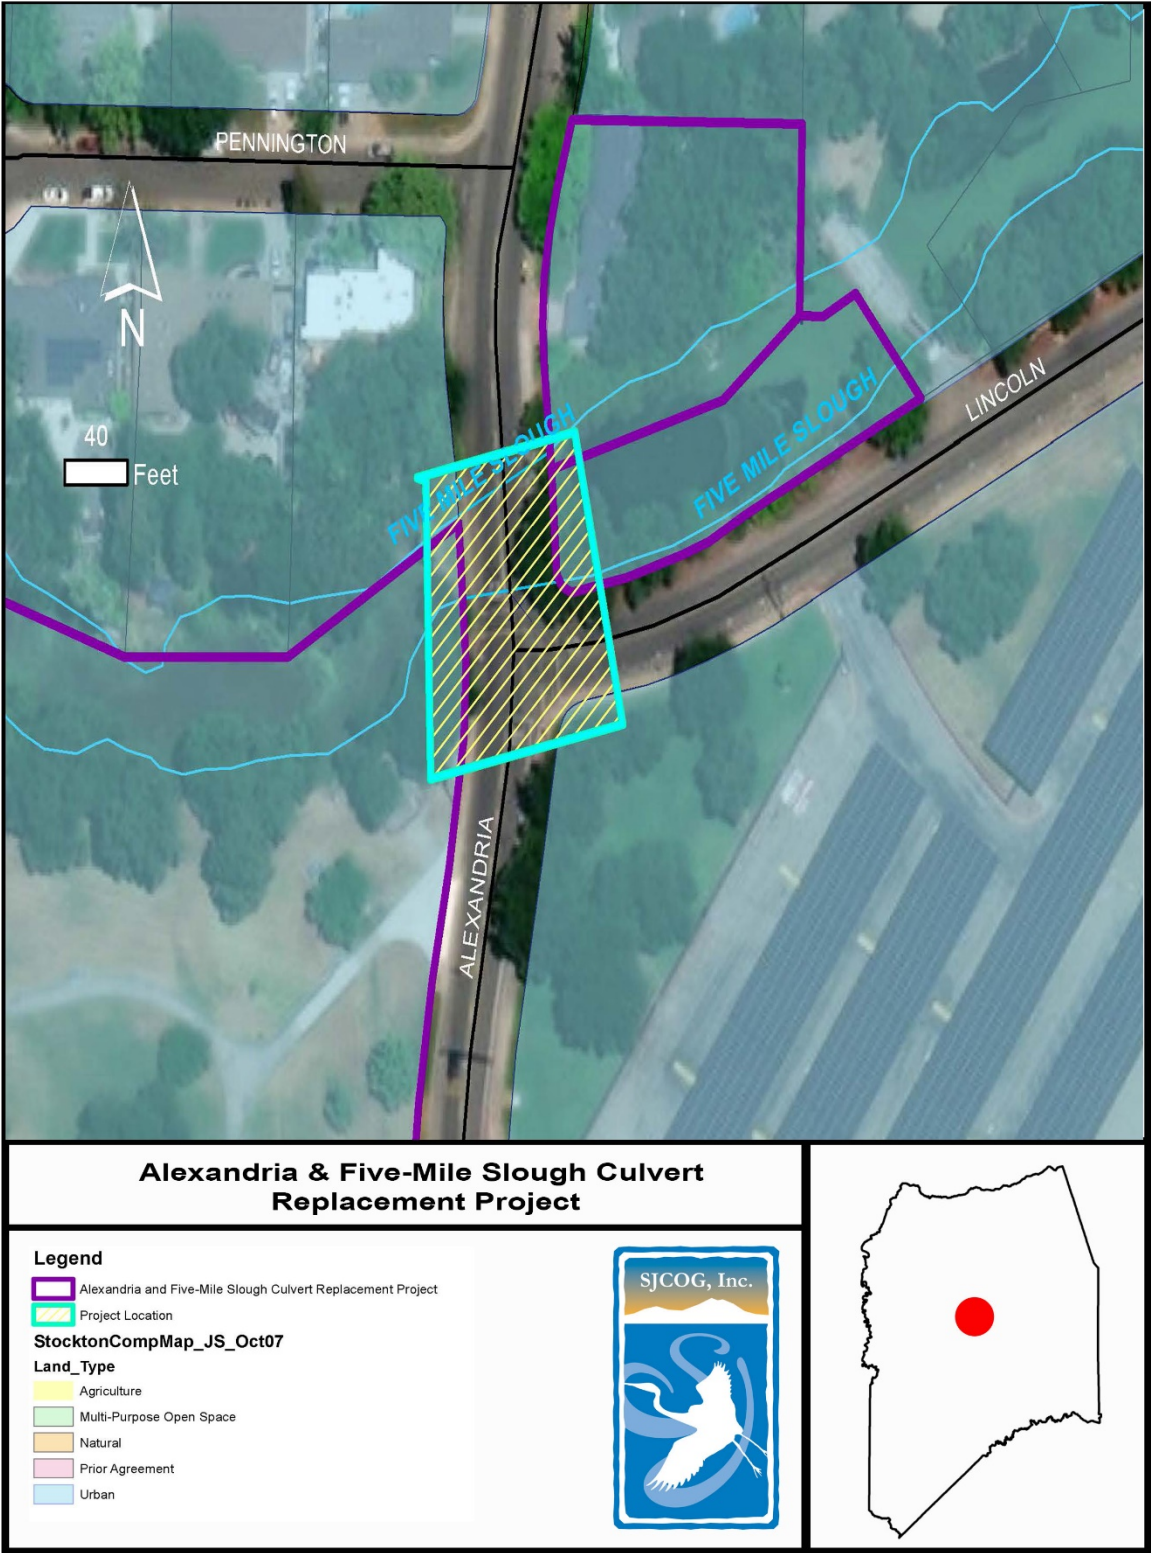 PENNINGTON
N
40
Feet
FIVE MILE SLOUGH
FIVE MILE SLOUGH
LINCOLN
ALEXANDRIA
Alexandria & Five-Mile Slough Culvert
Replacement Project
Legend
Alexandria and Five-Mile Slough Culvert Replacement Project
Project Location
StocktonCompMap_JS_Oct07
Land_Type
Agriculture
Multi-Purpose Open Space
Natural
Prior Agreement
Urban
SJCOG, Inc.